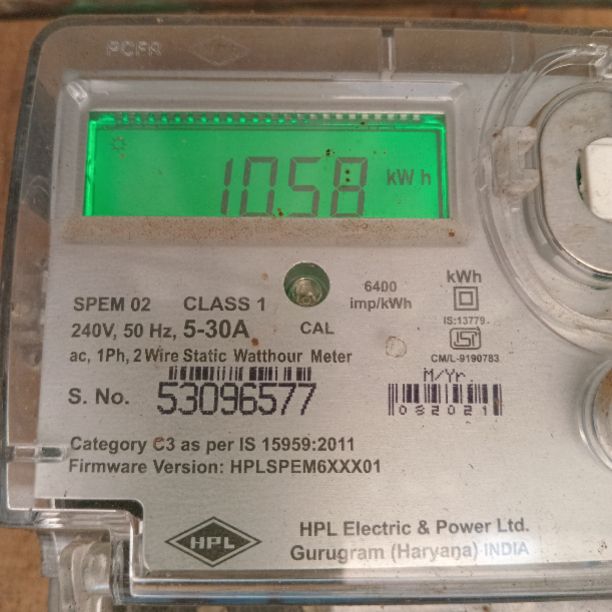 PCFR HPL
1058 kWh
6400
imp/kWh
kWh
IS:13779
CM/L-9190783
SPEM 02 CLASS 1
240V, 50 Hz, 5-30A CAL
ac, 1Ph, 2 Wire Static Watthour Meter
M/Yr.
S. No. 53096577
082021
Category C3 as per IS 15959:2011
Firmware Version: HPLSPEM6XXX01
HPL
HPL Electric & Power Ltd.
Gurugram (Haryana) INDIA